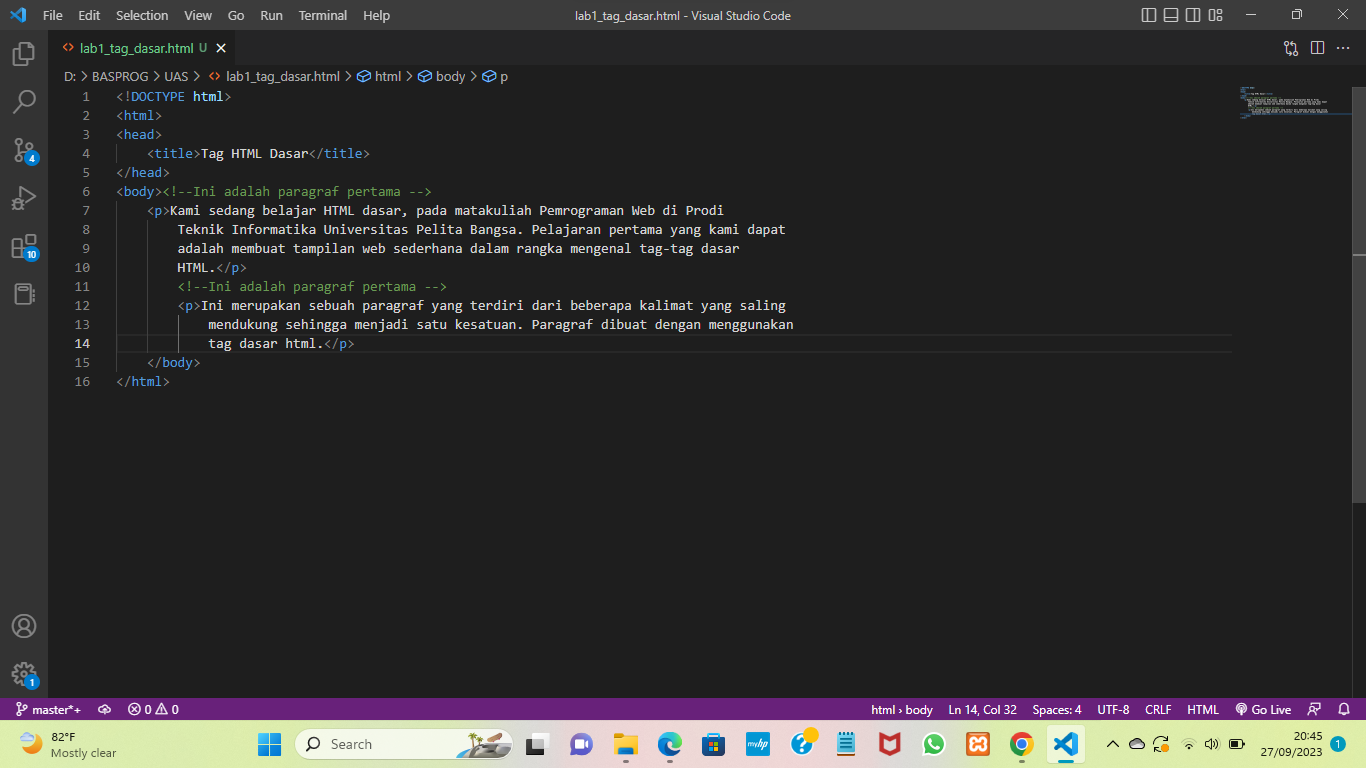 File Edit Selection View Go Run Terminal Help lab1_tag_dasar.html - Visual Studio Code
lab1_tag_dasar.html U
D: > BASPROG > UAS > lab1_tag_dasar.html > html > body > p
1 <!DOCTYPE html>
2 <html>
3 <head>
4 <title>Tag HTML Dasar</title>
5 </head>
6 <body><!--Ini adalah paragraf pertama -->
7 <p>Kami sedang belajar HTML dasar, pada matakuliah Pemrograman Web di Prodi
8 Teknik Informatika Universitas Pelita Bangsa. Pelajaran pertama yang kami dapat
9 adalah membuat tampilan web sederhana dalam rangka mengenal tag-tag dasar
10 HTML.</p>
11 <!--Ini adalah paragraf pertama -->
12 <p>Ini merupakan sebuah paragraf yang terdiri dari beberapa kalimat yang saling
13 mendukung sehingga menjadi satu kesatuan. Paragraf dibuat dengan menggunakan
14 tag dasar html.</p>
15 </body>
16 </html>
4
10
1
master*+ 0 0 html › body Ln 14, Col 32 Spaces: 4 UTF-8 CRLF HTML Go Live
82°F
Mostly clear
Search
myhp
20:45
27/09/2023
1